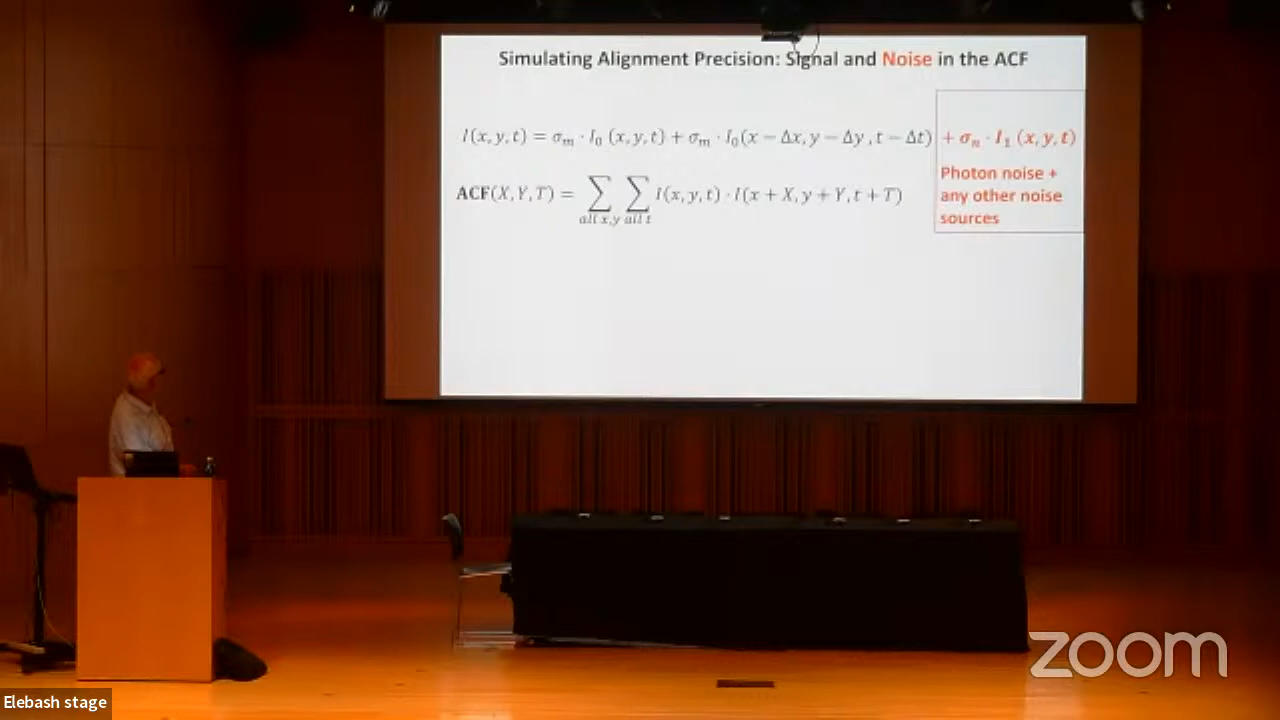 Simulating Alignment Precision: Signal and Noise in the ACF
I(x, y, t) = σₘ · I₀ (x, y, t) + σₘ · I₀(x − Δx, y − Δy , t − Δt) + σₙ · I₁ (x, y, t)
Photon noise +
any other noise
sources
ACF(X, Y, T) = ∑ ∑ I(x, y, t) · I(x + X, y + Y, t + T)
all x,y all t
zoom
Elebash stage